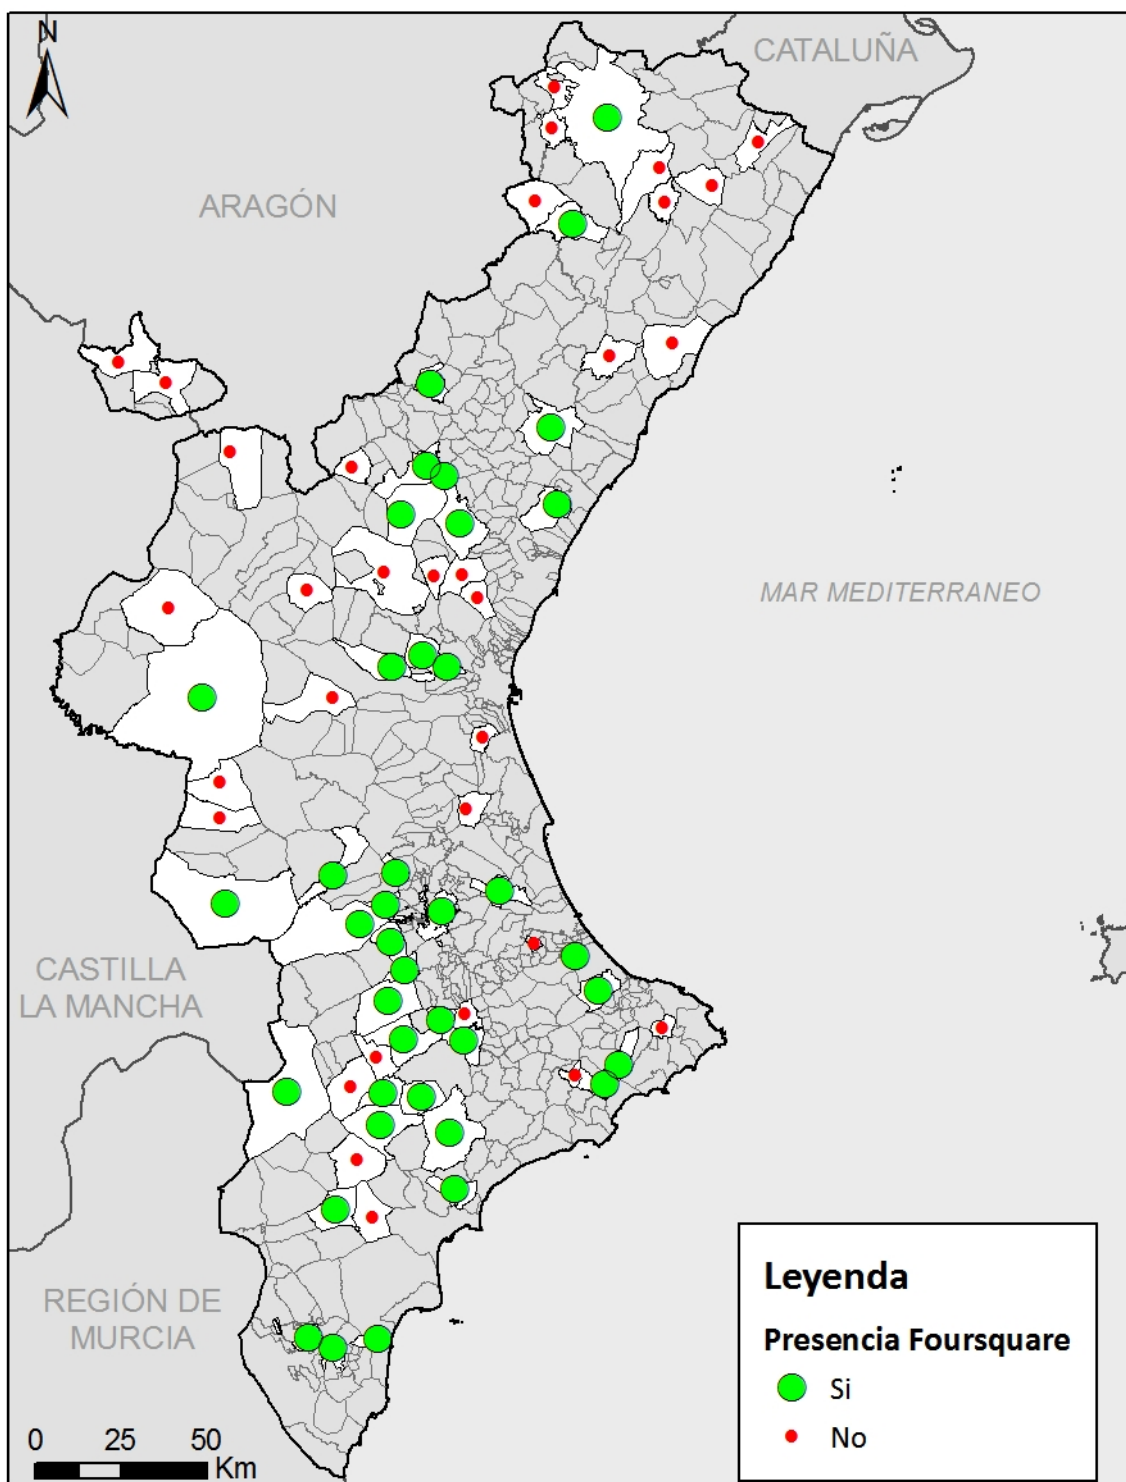 N
CATALUÑA
ARAGÓN
MAR MEDITERRANEO
CASTILLA
LA MANCHA
REGIÓN DE
MURCIA
Leyenda
Presencia Foursquare
Si
No
0 25 50
Km